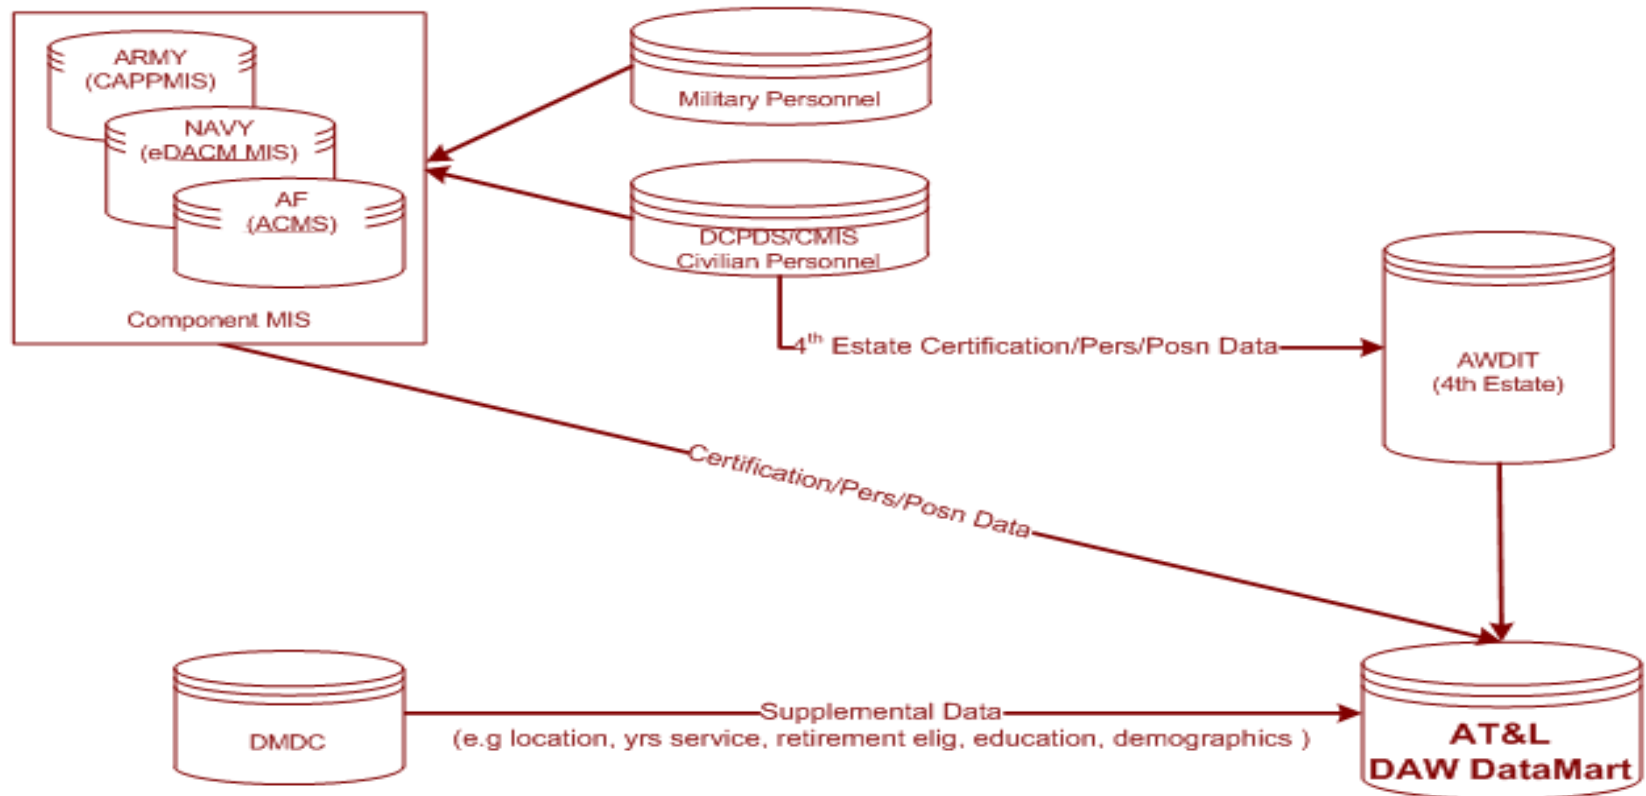 ARMY
(CAPPMIS)
NAVY
(eDACM MIS)
AF
(ACMS)
Component MIS
Military Personnel
DCPDS/CMIS
Civilian Personnel
4th Estate Certification/Pers/Posn Data
AWDIT
(4th Estate)
Certification/Pers/Posn Data
DMDC
Supplemental Data
(e.g location, yrs service, retirement elig, education, demographics )
AT&L
DAW DataMart